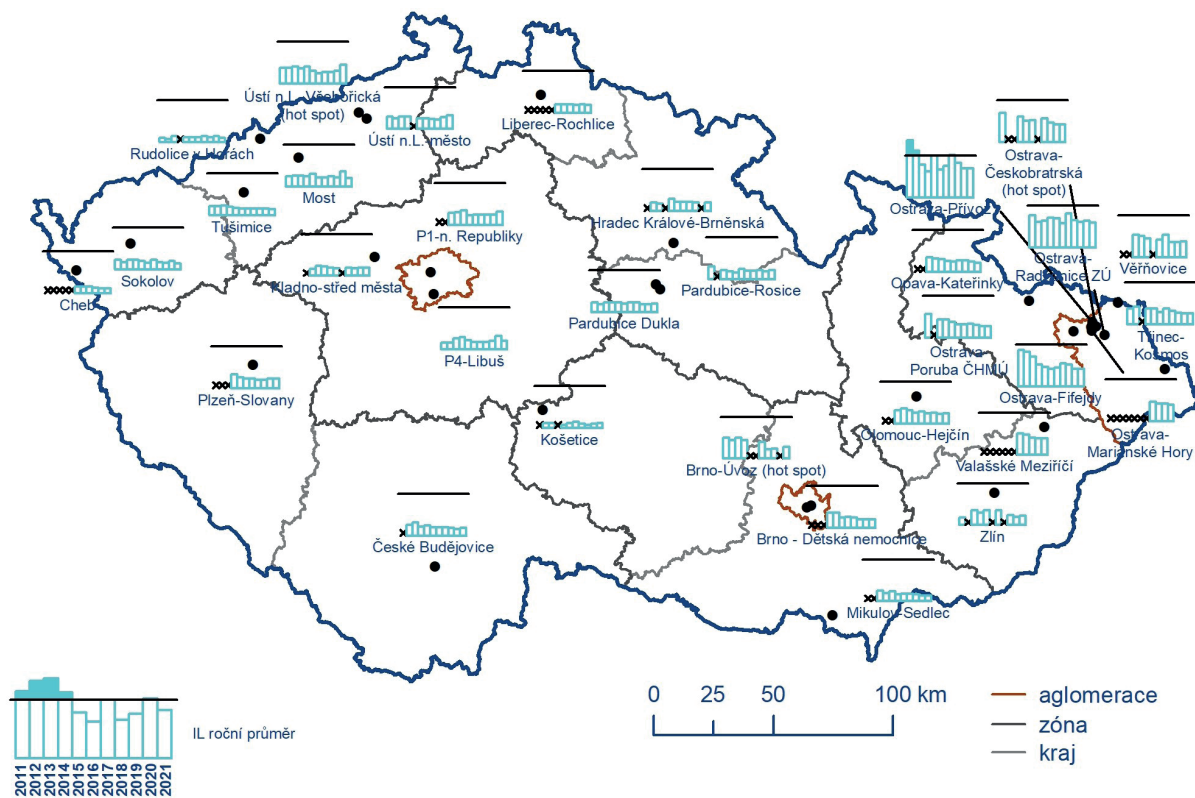 Ústí n.L.-Všebořická
(hot spot)
Ústí n.L.-město
Liberec-Rochlice
Rudolice v Horách
Most
Tušimice
Sokolov
Cheb
P1-n. Republiky
Kladno-střed města
P4-Libuš
Hradec Králové-Brněnská
Pardubice-Rosice
Pardubice Dukla
Plzeň-Slovany
Košetice
České Budějovice
Brno-Úvoz (hot spot)
Brno - Dětská nemocnice
Mikulov-Sedlec
Ostrava-
Českobratrská
(hot spot)
Ostrava-Přívoz
Ostrava-
Radvanice ZÚ
Věřňovice
Opava-Kateřinky
Ostrava
Poruba ČHMÚ
Třinec-
Kosmos
Ostrava-Fifejdy
Ostrava-
Mariánské Hory
Olomouc-Hejčín
Valašské Meziříčí
Zlín
IL roční průměr
2011
2012
2013
2014
2015
2016
2017
2018
2019
2020
2021
0 25 50 100 km
aglomerace
zóna
kraj